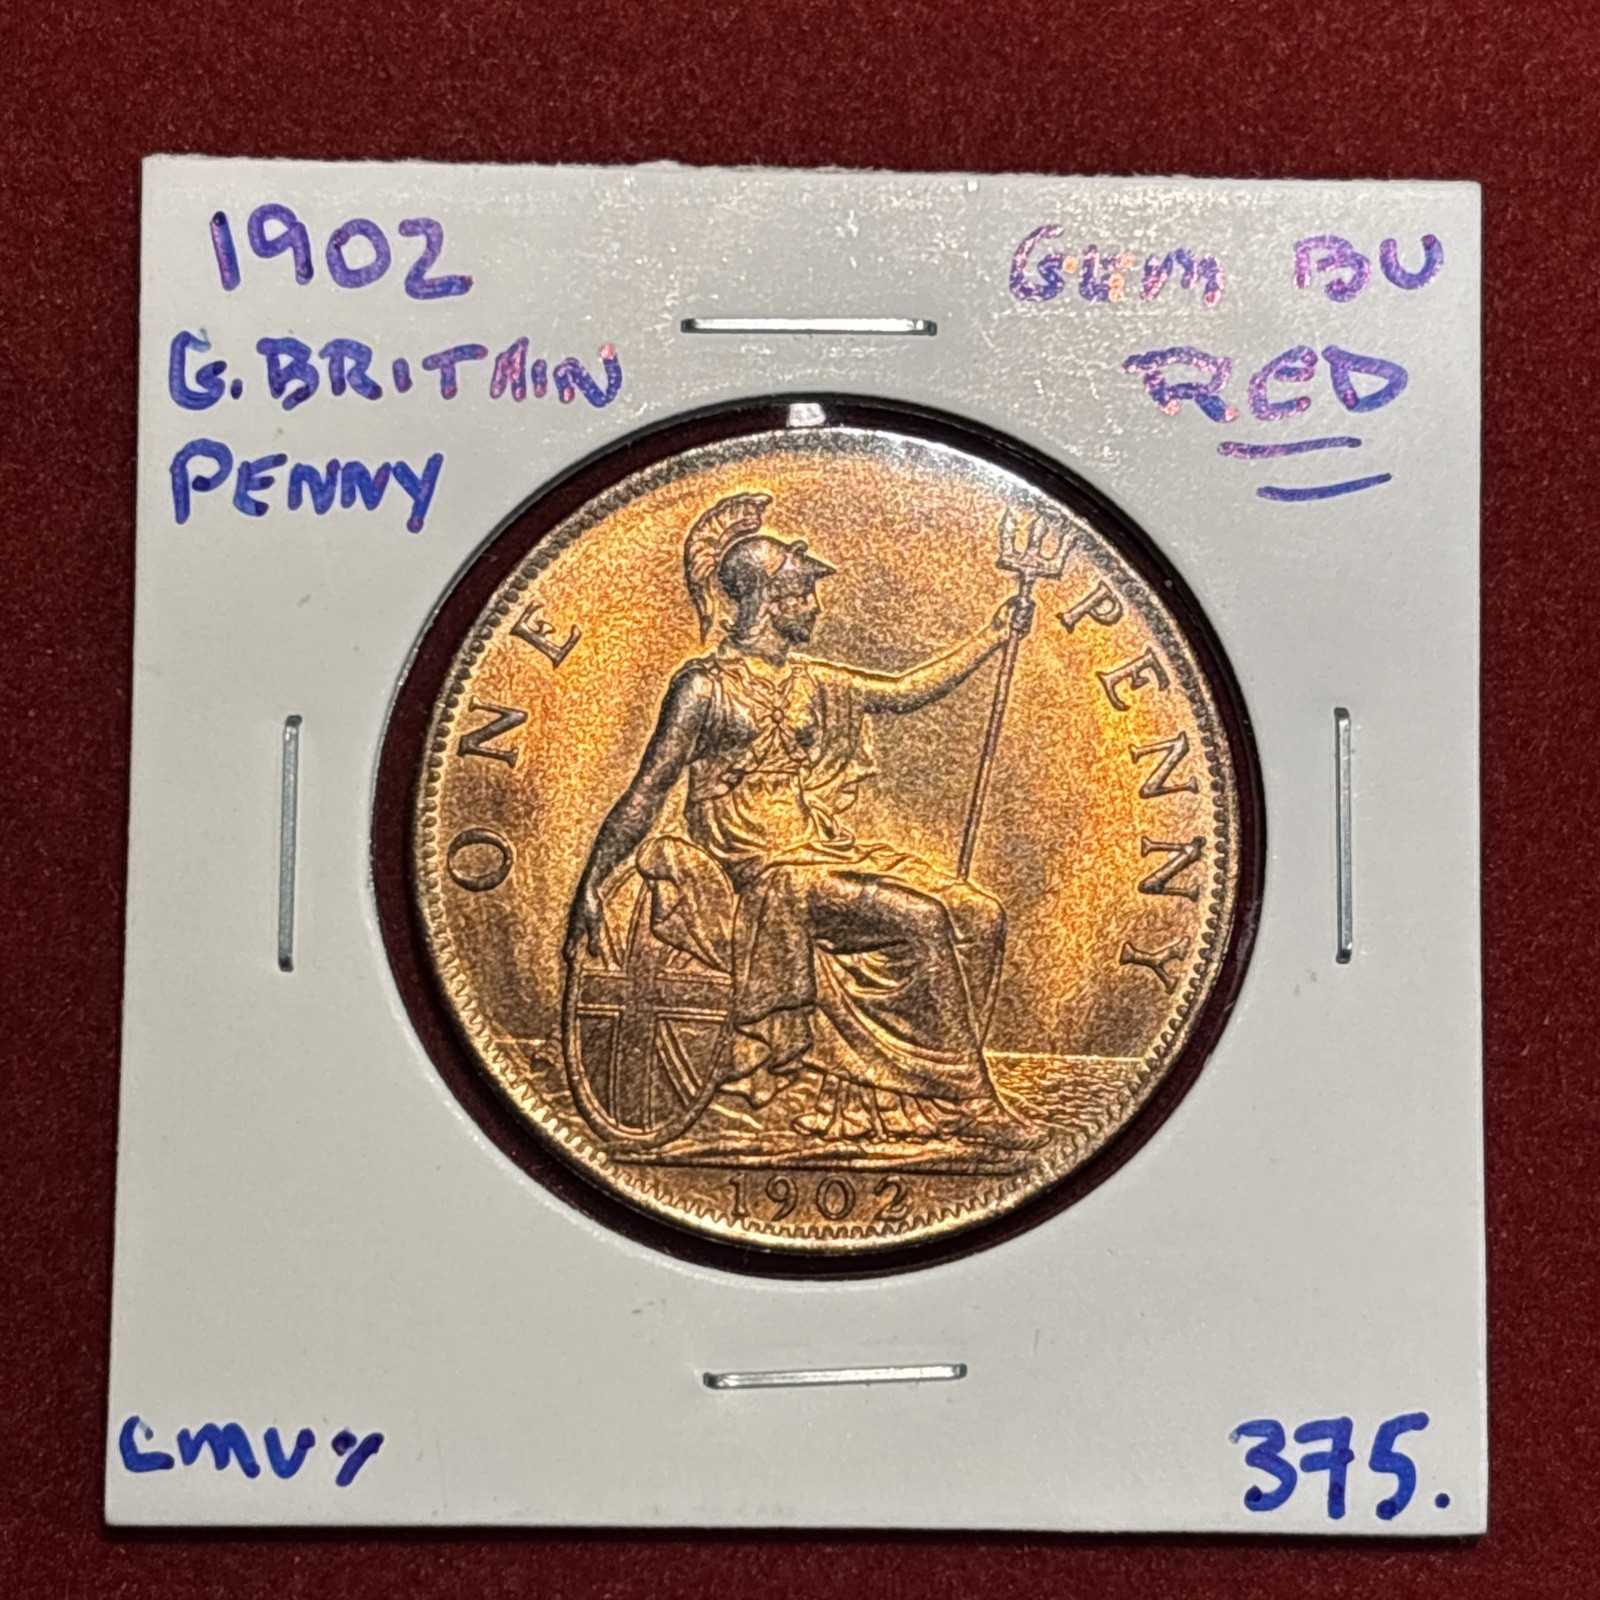 1902
G. BRITAIN
PENNY
GEM BU
RED
ONE PENNY
1902
375.